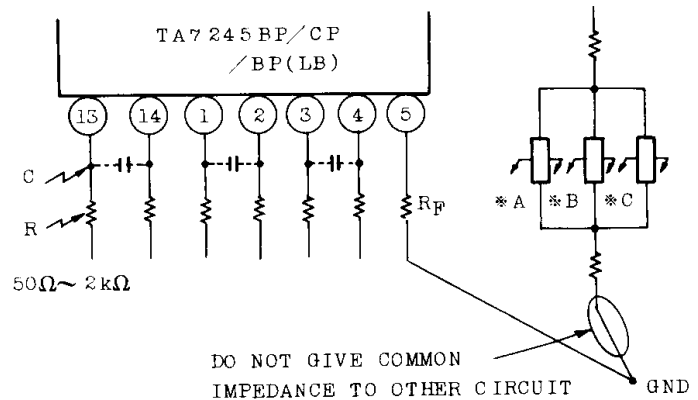 TA7245BP/CP
/BP(LB)
13 14 1 2 3 4 5
C
R
RF
※A ※B ※C
50Ω~2kΩ
DO NOT GIVE COMMON
IMPEDANCE TO OTHER CIRCUIT
GND